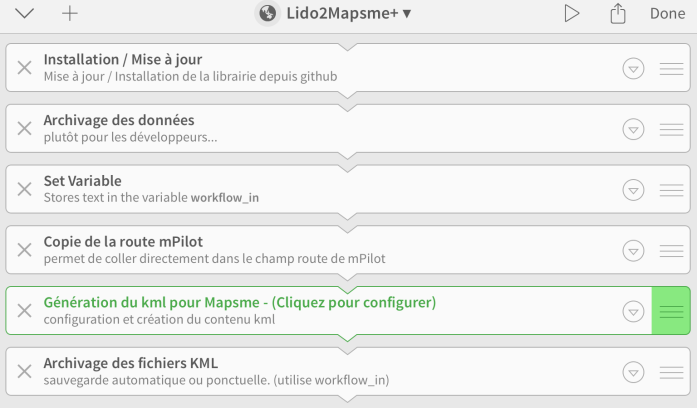 Lido2Mapsme+ ▾
Done
Installation / Mise à jour
Mise à jour / Installation de la librairie depuis github
Archivage des données
plutôt pour les développeurs...
Set Variable
Stores text in the variable workflow_in
Copie de la route mPilot
permet de coller directement dans le champ route de mPilot
Génération du kml pour Mapsme - (Cliquez pour configurer)
configuration et création du contenu kml
Archivage des fichiers KML
sauvegarde automatique ou ponctuelle. (utilise workflow_in)